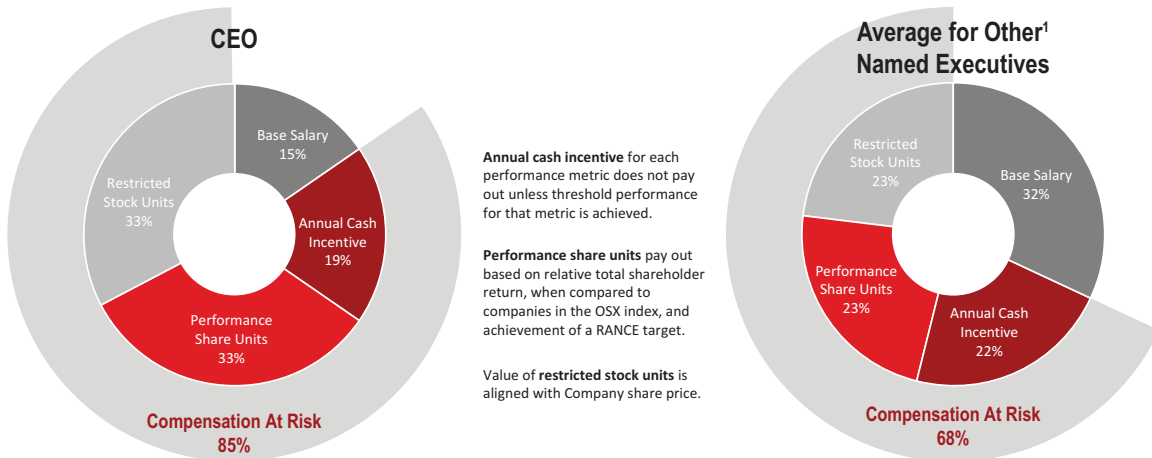 CEO
Base Salary
15%
Annual Cash
Incentive
19%
Performance
Share Units
33%
Restricted
Stock Units
33%
Compensation At Risk
85%
Annual cash incentive for each
performance metric does not pay
out unless threshold performance
for that metric is achieved.
Performance share units pay out
based on relative total shareholder
return, when compared to
companies in the OSX index, and
achievement of a RANCE target.
Value of restricted stock units is
aligned with Company share price.
Average for Other¹
Named Executives
Base Salary
32%
Annual Cash
Incentive
22%
Performance
Share Units
23%
Restricted
Stock Units
23%
Compensation At Risk
68%